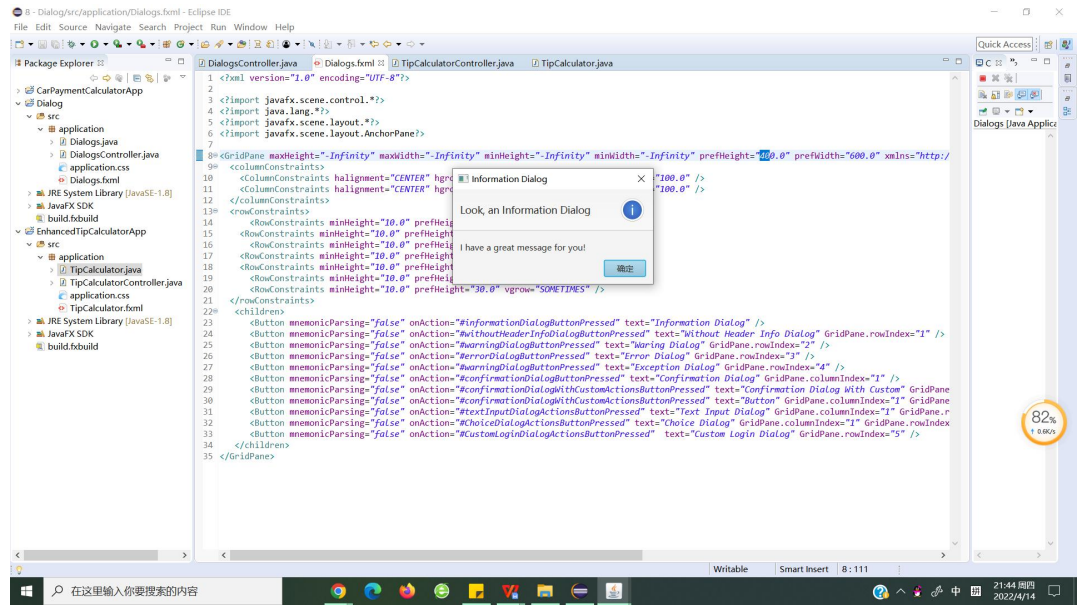 8 - Dialog/src/application/Dialogs.fxml - Eclipse IDE
File Edit Source Navigate Search Project Run Window Help
Quick Access
Package Explorer
DialogsController.java Dialogs.fxml TipCalculatorController.java TipCalculator.java
CarPaymentCalculatorApp
Dialog
src
application
Dialogs.java
DialogsController.java
application.css
Dialogs.fxml
JRE System Library [JavaSE-1.8]
JavaFX SDK
build.fxbuild
EnhancedTipCalculatorApp
src
application
TipCalculator.java
TipCalculatorController.java
application.css
TipCalculator.fxml
JRE System Library [JavaSE-1.8]
JavaFX SDK
build.fxbuild
1 <?xml version="1.0" encoding="UTF-8"?>
2
3 <?import javafx.scene.control.*?>
4 <?import java.lang.*?>
5 <?import javafx.scene.layout.*?>
6 <?import javafx.scene.layout.AnchorPane?>
7
8 <GridPane maxHeight="-Infinity" maxWidth="-Infinity" minHeight="-Infinity" minWidth="-Infinity" prefHeight="400.0" prefWidth="600.0" xmlns="http:/
9 <columnConstraints>
10 <ColumnConstraints halignment="CENTER" hgro "100.0" />
11 <ColumnConstraints halignment="CENTER" hgro "100.0" />
12 </columnConstraints>
13 <rowConstraints>
14 <RowConstraints minHeight="10.0" prefHeig
15 <RowConstraints minHeight="10.0" prefHeight
16 <RowConstraints minHeight="10.0" prefHeig
17 <RowConstraints minHeight="10.0" prefHeight
18 <RowConstraints minHeight="10.0" prefHeight
19 <RowConstraints minHeight="10.0" prefHeig
20 <RowConstraints minHeight="10.0" prefHeight="30.0" vgrow="SOMETIMES" />
21 </rowConstraints>
22 <children>
23 <Button mnemonicParsing="false" onAction="#informationDialogButtonPressed" text="Information Dialog" />
24 <Button mnemonicParsing="false" onAction="#withoutHeaderInfoDialogButtonPressed" text="Without Header Info Dialog" GridPane.rowIndex="1" />
25 <Button mnemonicParsing="false" onAction="#warningDialogButtonPressed" text="Waring Dialog" GridPane.rowIndex="2" />
26 <Button mnemonicParsing="false" onAction="#errorDialogButtonPressed" text="Error Dialog" GridPane.rowIndex="3" />
27 <Button mnemonicParsing="false" onAction="#warningDialogButtonPressed" text="Exception Dialog" GridPane.rowIndex="4" />
28 <Button mnemonicParsing="false" onAction="#confirmationDialogButtonPressed" text="Confirmation Dialog" GridPane.columnIndex="1" />
29 <Button mnemonicParsing="false" onAction="#confirmationDialogWithCustomActionsButtonPressed" text="Confirmation Dialog With Custom" GridPane
30 <Button mnemonicParsing="false" onAction="#confirmationDialogWithCustomActionsButtonPressed" text="Button" GridPane.columnIndex="1" GridPane
31 <Button mnemonicParsing="false" onAction="#textInputDialogActionsButtonPressed" text="Text Input Dialog" GridPane.columnIndex="1" GridPane.r
32 <Button mnemonicParsing="false" onAction="#ChoiceDialogActionsButtonPressed" text="Choice Dialog" GridPane.columnIndex="1" GridPane.rowIndex
33 <Button mnemonicParsing="false" onAction="#CustomLoginDialogActionsButtonPressed" text="Custom Login Dialog" GridPane.rowIndex="5" />
34 </children>
35 </GridPane>
Information Dialog
Look, an Information Dialog
I have a great message for you!
确定
C
Dialogs [Java Applica
82%
0.6K/s
Writable Smart Insert 8 : 111
在这里输入你要搜索的内容
中
21:44 周四
2022/4/14